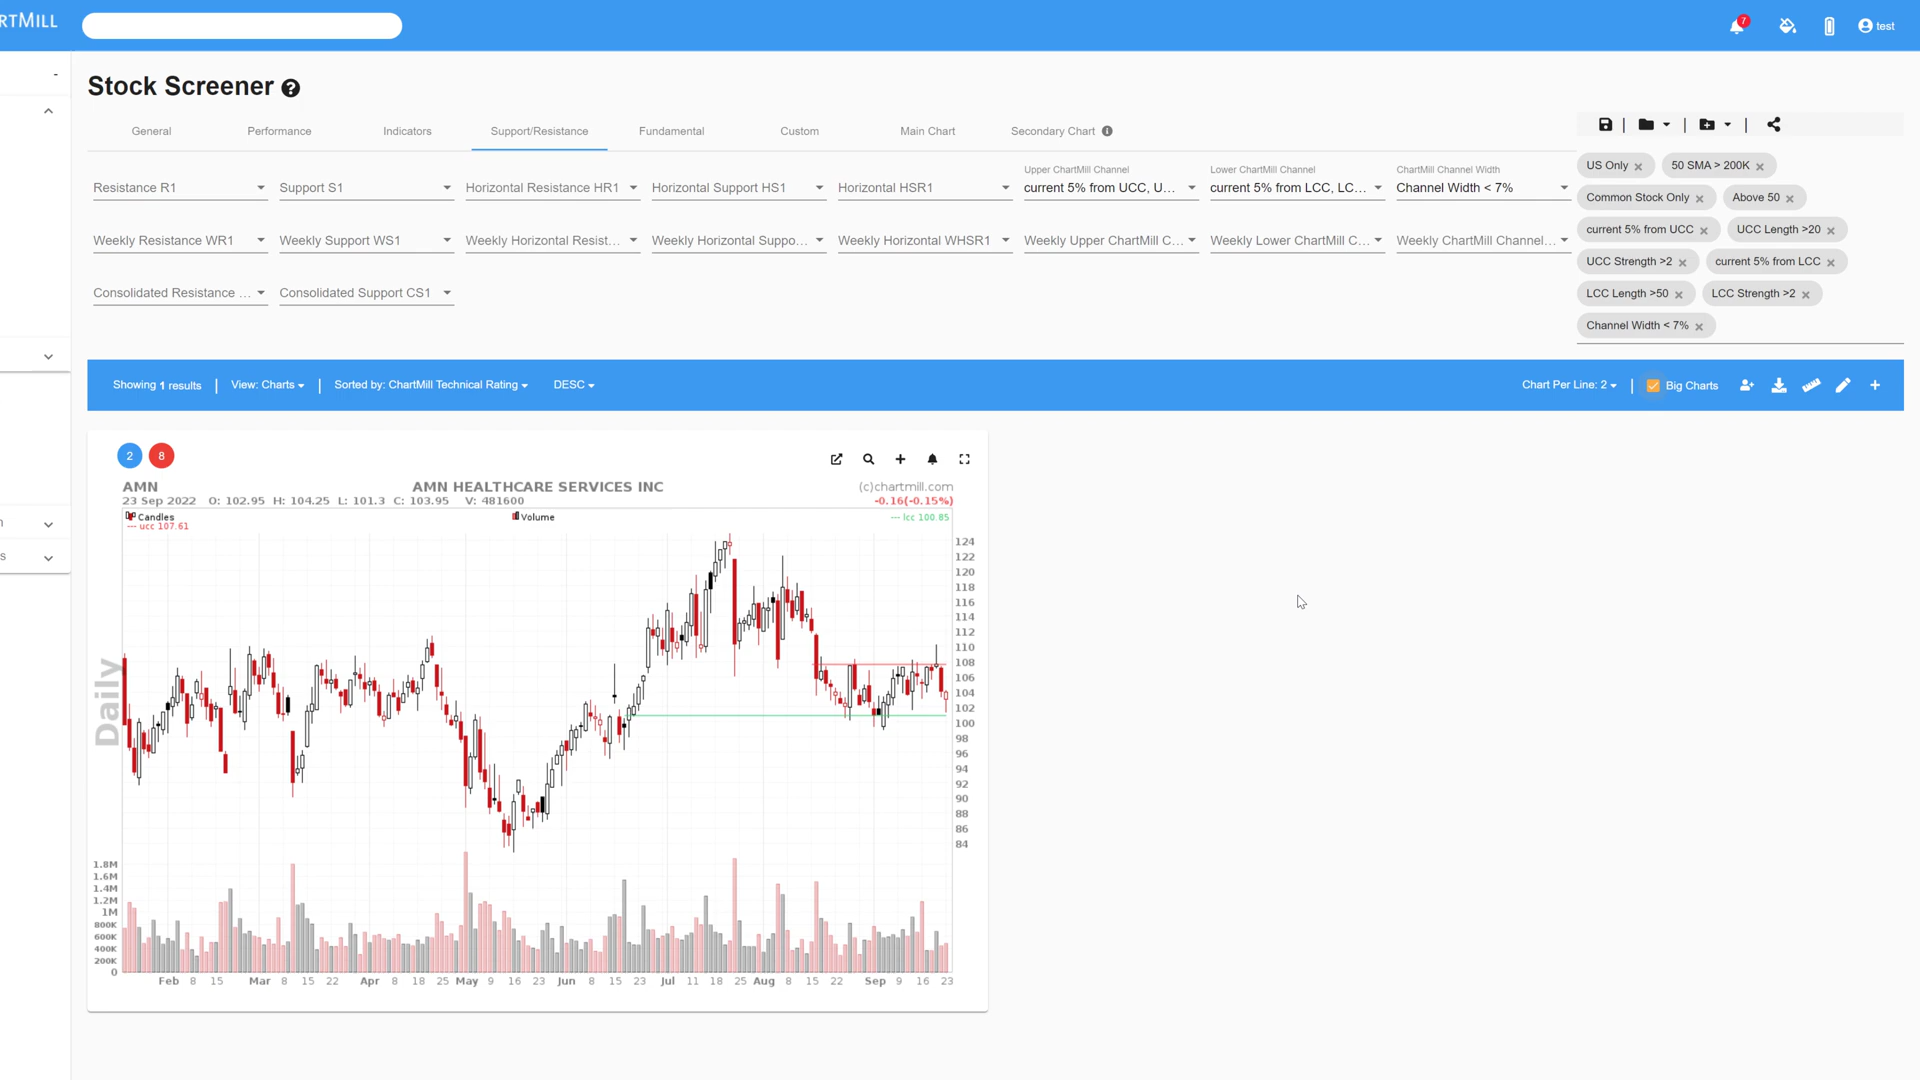 RTMILL
7
test
-
Stock Screener ?
General Performance Indicators Support/Resistance Fundamental Custom Main Chart Secondary Chart i
Resistance R1 Support S1 Horizontal Resistance HR1 Horizontal Support HS1 Horizontal HSR1
Upper ChartMill Channel Lower ChartMill Channel ChartMill Channel Width
current 5% from UCC, U... current 5% from LCC, LC... Channel Width < 7%
Weekly Resistance WR1 Weekly Support WS1 Weekly Horizontal Resist... Weekly Horizontal Suppo... Weekly Horizontal WHSR1 Weekly Upper ChartMill C... Weekly Lower ChartMill C... Weekly ChartMill Channel...
Consolidated Resistance ... Consolidated Support CS1
US Only 50 SMA > 200K
Common Stock Only Above 50
current 5% from UCC UCC Length >20
UCC Strength >2 current 5% from LCC
LCC Length >50 LCC Strength >2
Channel Width < 7%
Showing 1 results | View: Charts | Sorted by: ChartMill Technical Rating DESC Chart Per Line: 2 | Big Charts
2 8
AMN AMN HEALTHCARE SERVICES INC (c)chartmill.com
23 Sep 2022 O: 102.95 H: 104.25 L: 101.3 C: 103.95 V: 481600 -0.16(-0.15%)
Candles Volume --- lcc 100.85
--- ucc 107.61
Daily
124
122
120
118
116
114
112
110
108
106
104
102
100
98
96
94
92
90
88
86
84
1.8M
1.6M
1.4M
1.2M
1M
800K
600K
400K
200K
0
Feb 8 15 Mar 8 15 22 Apr 8 18 25 May 9 16 23 Jun 8 15 23 Jul 11 18 25 Aug 8 15 22 Sep 9 16 23
n
s